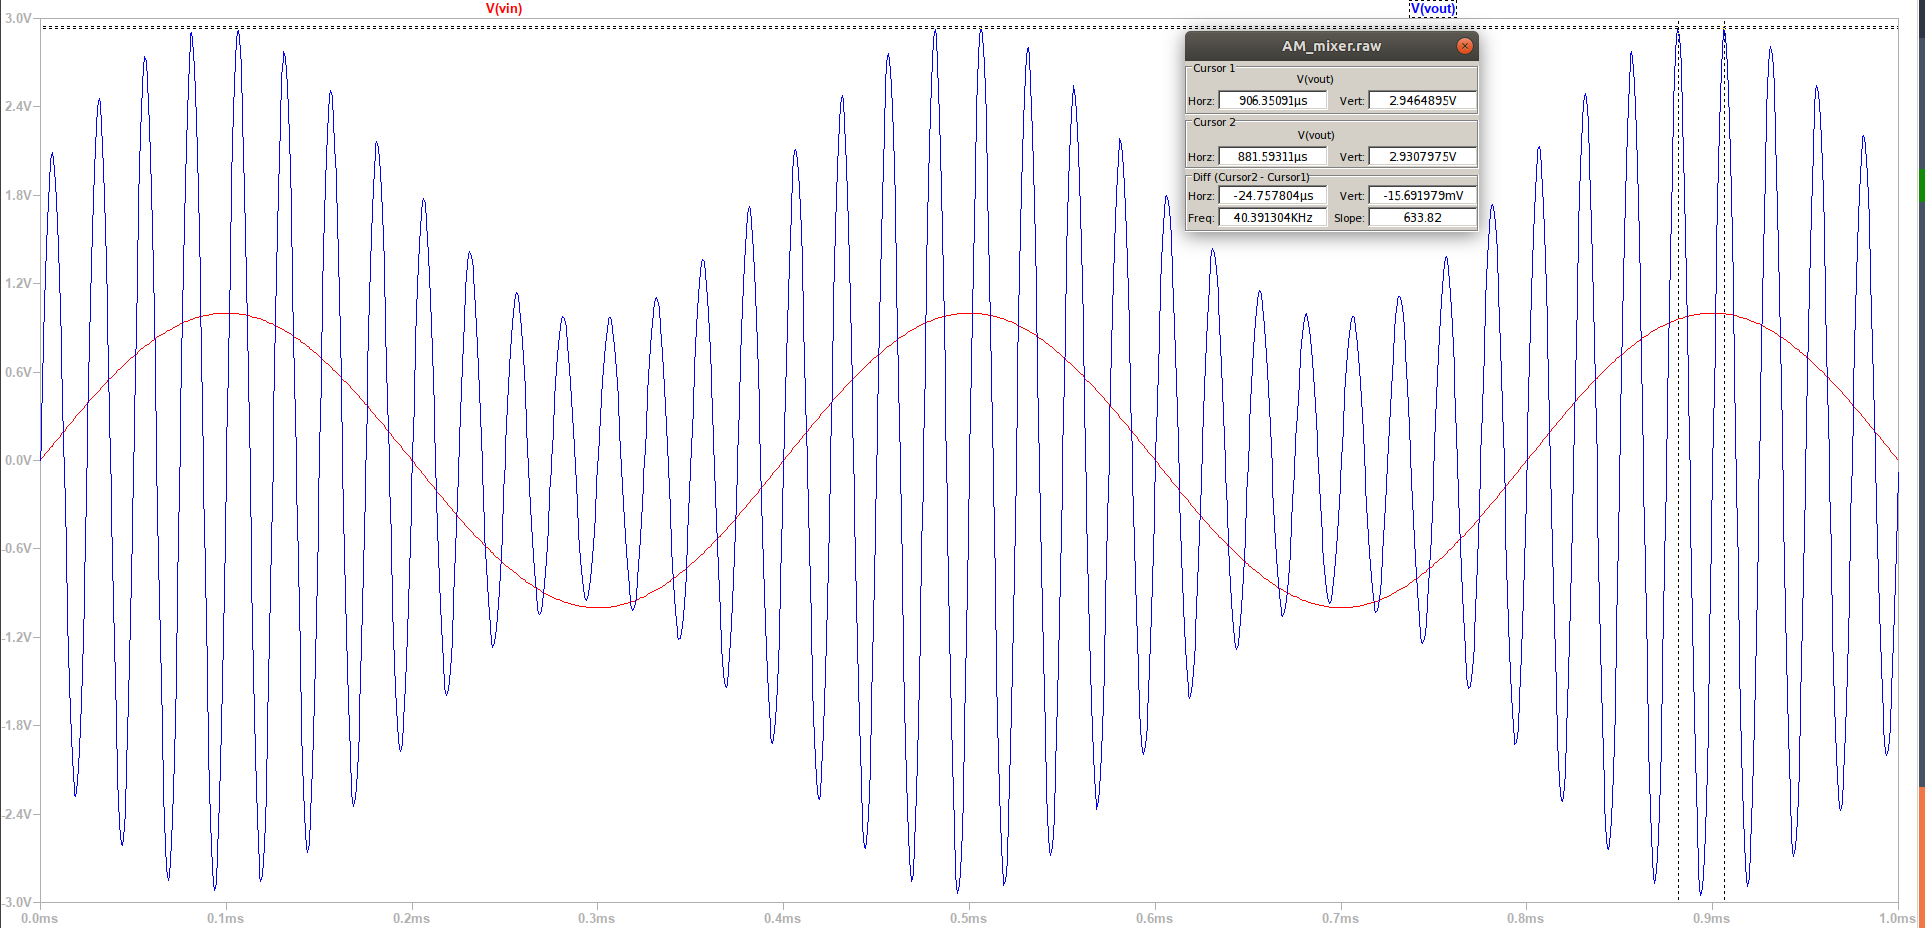 V(vin) V(vout)
3.0V
2.4V
1.8V
1.2V
0.6V
0.0V
-0.6V
-1.2V
-1.8V
-2.4V
-3.0V
0.0ms 0.1ms 0.2ms 0.3ms 0.4ms 0.5ms 0.6ms 0.7ms 0.8ms 0.9ms 1.0ms
AM_mixer.raw
Cursor 1
V(vout)
Horz: 906.35091µs Vert: 2.9464895V
Cursor 2
V(vout)
Horz: 881.59311µs Vert: 2.9307975V
Diff (Cursor2 - Cursor1)
Horz: -24.757804µs Vert: -15.691979mV
Freq: 40.391304KHz Slope: 633.82